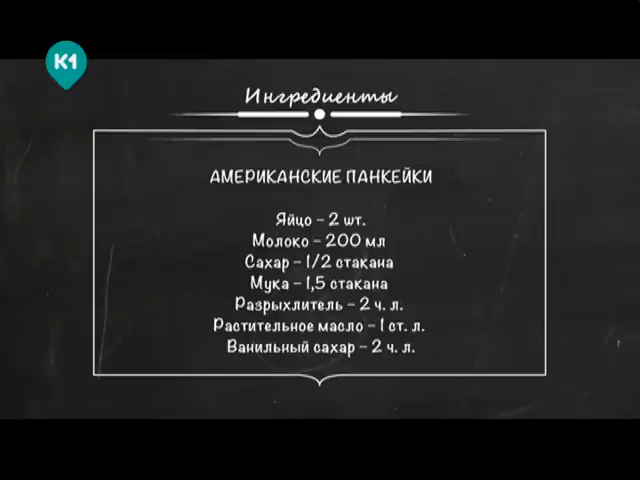 K1
Ингредиенты
АМЕРИКАНСКИЕ ПАНКЕЙКИ
Яйцо – 2 шт.
Молоко – 200 мл
Сахар – 1/2 стакана
Мука – 1,5 стакана
Разрыхлитель – 2 ч. л.
Растительное масло – 1 ст. л.
Ванильный сахар – 2 ч. л.